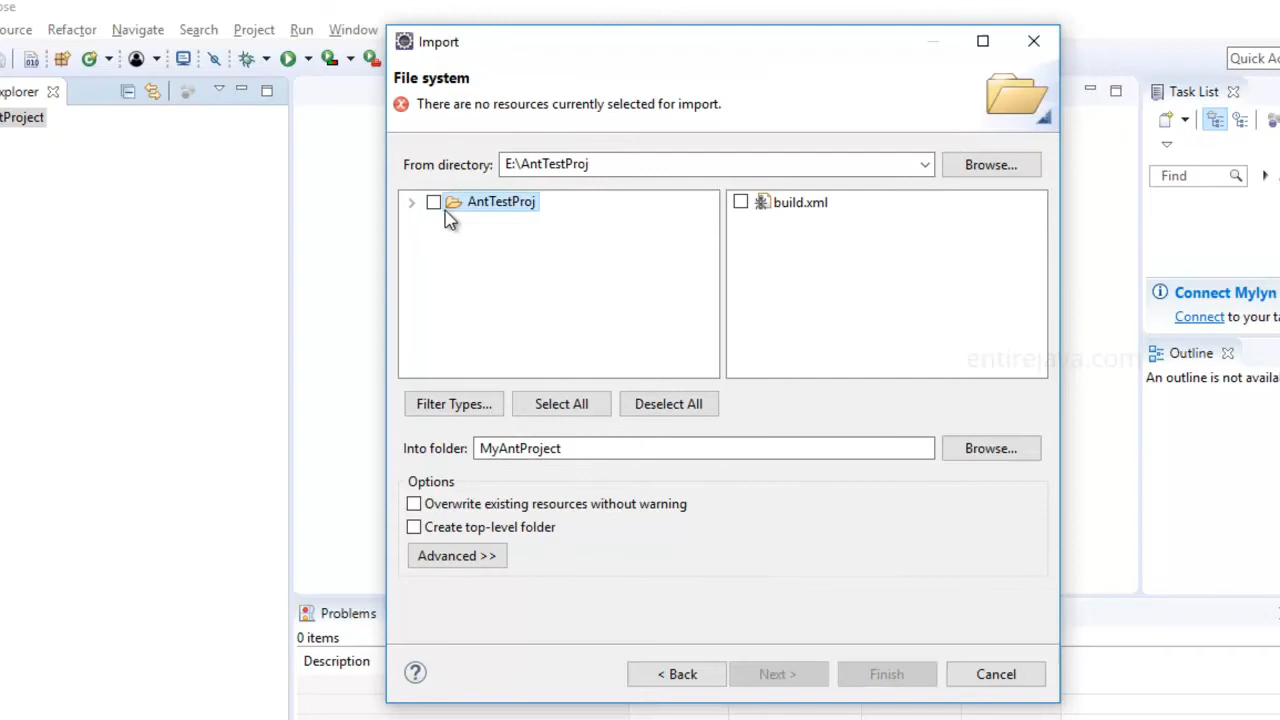 ose
ource Refactor Navigate Search Project Run Window
Quick Ac
xplorer
tProject
Import
File system
There are no resources currently selected for import.
From directory: E:\AntTestProj Browse...
AntTestProj
build.xml
Filter Types... Select All Deselect All
Into folder: MyAntProject Browse...
Options
Overwrite existing resources without warning
Create top-level folder
Advanced >>
< Back Next > Finish Cancel
Task List
Find
Connect Mylyn
Connect to your ta
entirejava.com
Outline
An outline is not availa
Problems
0 items
Description